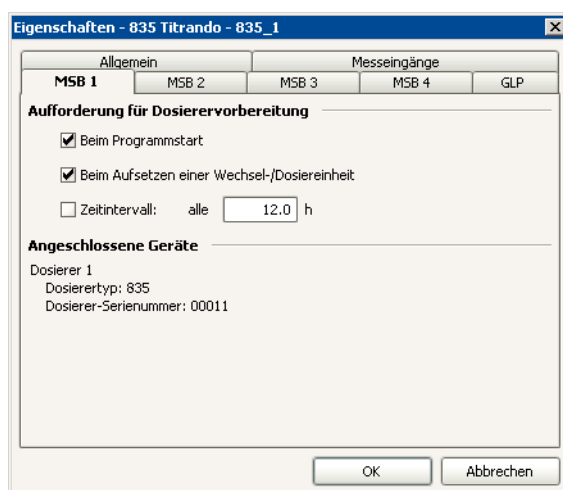 Eigenschaften - 835 Titrando - 835_1
Allgemein Messeingänge
MSB 1 MSB 2 MSB 3 MSB 4 GLP
Aufforderung für Dosierervorbereitung
Beim Programmstart
Beim Aufsetzen einer Wechsel-/Dosiereinheit
Zeitintervall: alle 12.0 h
Angeschlossene Geräte
Dosierer 1
Dosierertyp: 835
Dosierer-Serienummer: 00011
OK Abbrechen